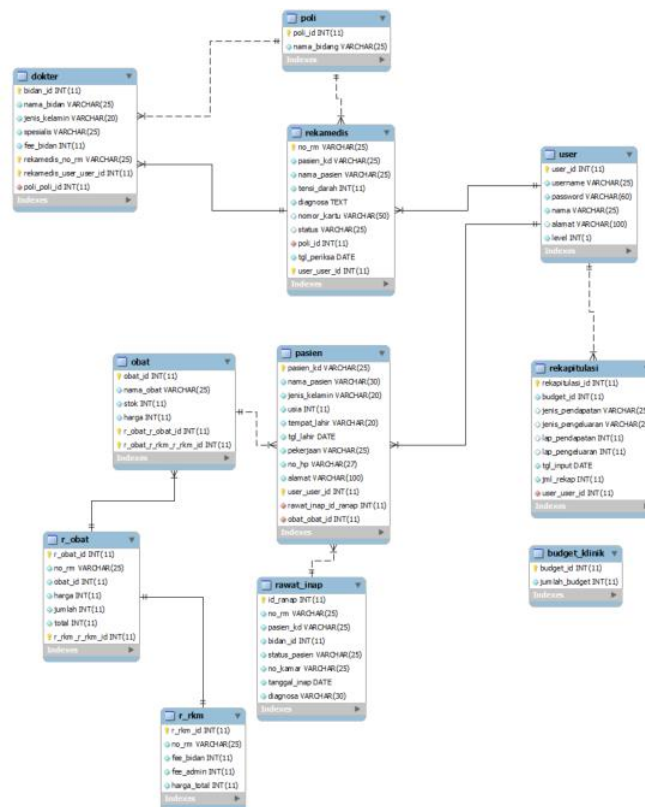 poli
poli_id INT(11)
nama_bidang VARCHAR(25)
Indexes
dokter
bidan_id INT(11)
nama_bidan VARCHAR(25)
jenis_kelamin VARCHAR(20)
spesialis VARCHAR(25)
fee_bidan INT(11)
rekamedis_no_rm VARCHAR(25)
rekamedis_user_user_id INT(11)
poli_poli_id INT(11)
Indexes
rekamedis
no_rm VARCHAR(25)
pasien_kd VARCHAR(25)
nama_pasien VARCHAR(25)
tensi_darah INT(11)
diagnosa TEXT
nomor_kartu VARCHAR(50)
status VARCHAR(25)
poli_id INT(11)
tgl_periksa DATE
user_user_id INT(11)
Indexes
user
user_id INT(11)
username VARCHAR(25)
password VARCHAR(60)
nama VARCHAR(25)
alamat VARCHAR(100)
level INT(1)
Indexes
obat
obat_id INT(11)
nama_obat VARCHAR(25)
stok INT(11)
harga INT(11)
r_obat_r_obat_id INT(11)
r_obat_r_rkm_r_rkm_id INT(11)
Indexes
pasien
pasien_kd VARCHAR(25)
nama_pasien VARCHAR(30)
jenis_kelamin VARCHAR(20)
usia INT(11)
tempat_lahir VARCHAR(20)
tgl_lahir DATE
pekerjaan VARCHAR(25)
no_hp VARCHAR(27)
alamat VARCHAR(100)
user_user_id INT(11)
rawat_inap_id_ranap INT(11)
obat_obat_id INT(11)
Indexes
rekapitulasi
rekapitulasi_id INT(11)
budget_id INT(11)
jenis_pendapatan VARCHAR(25
jenis_pengeluaran VARCHAR(2
lap_pendapatan INT(11)
lap_pengeluaran INT(11)
tgl_input DATE
jml_rekap INT(11)
user_user_id INT(11)
Indexes
r_obat
r_obat_id INT(11)
no_rm VARCHAR(25)
obat_id INT(11)
harga INT(11)
jumlah INT(11)
total INT(11)
r_rkm_r_rkm_id INT(11)
Indexes
rawat_inap
id_ranap INT(11)
no_rm VARCHAR(25)
pasien_kd VARCHAR(25)
bidan_id INT(11)
status_pasien VARCHAR(25)
no_kamar VARCHAR(25)
tanggal_inap DATE
diagnosa VARCHAR(30)
Indexes
budget_klinik
budget_id INT(11)
jumlah_budget INT(11)
Indexes
r_rkm
r_rkm_id INT(11)
no_rm VARCHAR(25)
fee_bidan INT(11)
fee_admin INT(11)
harga_total INT(11)
Indexes